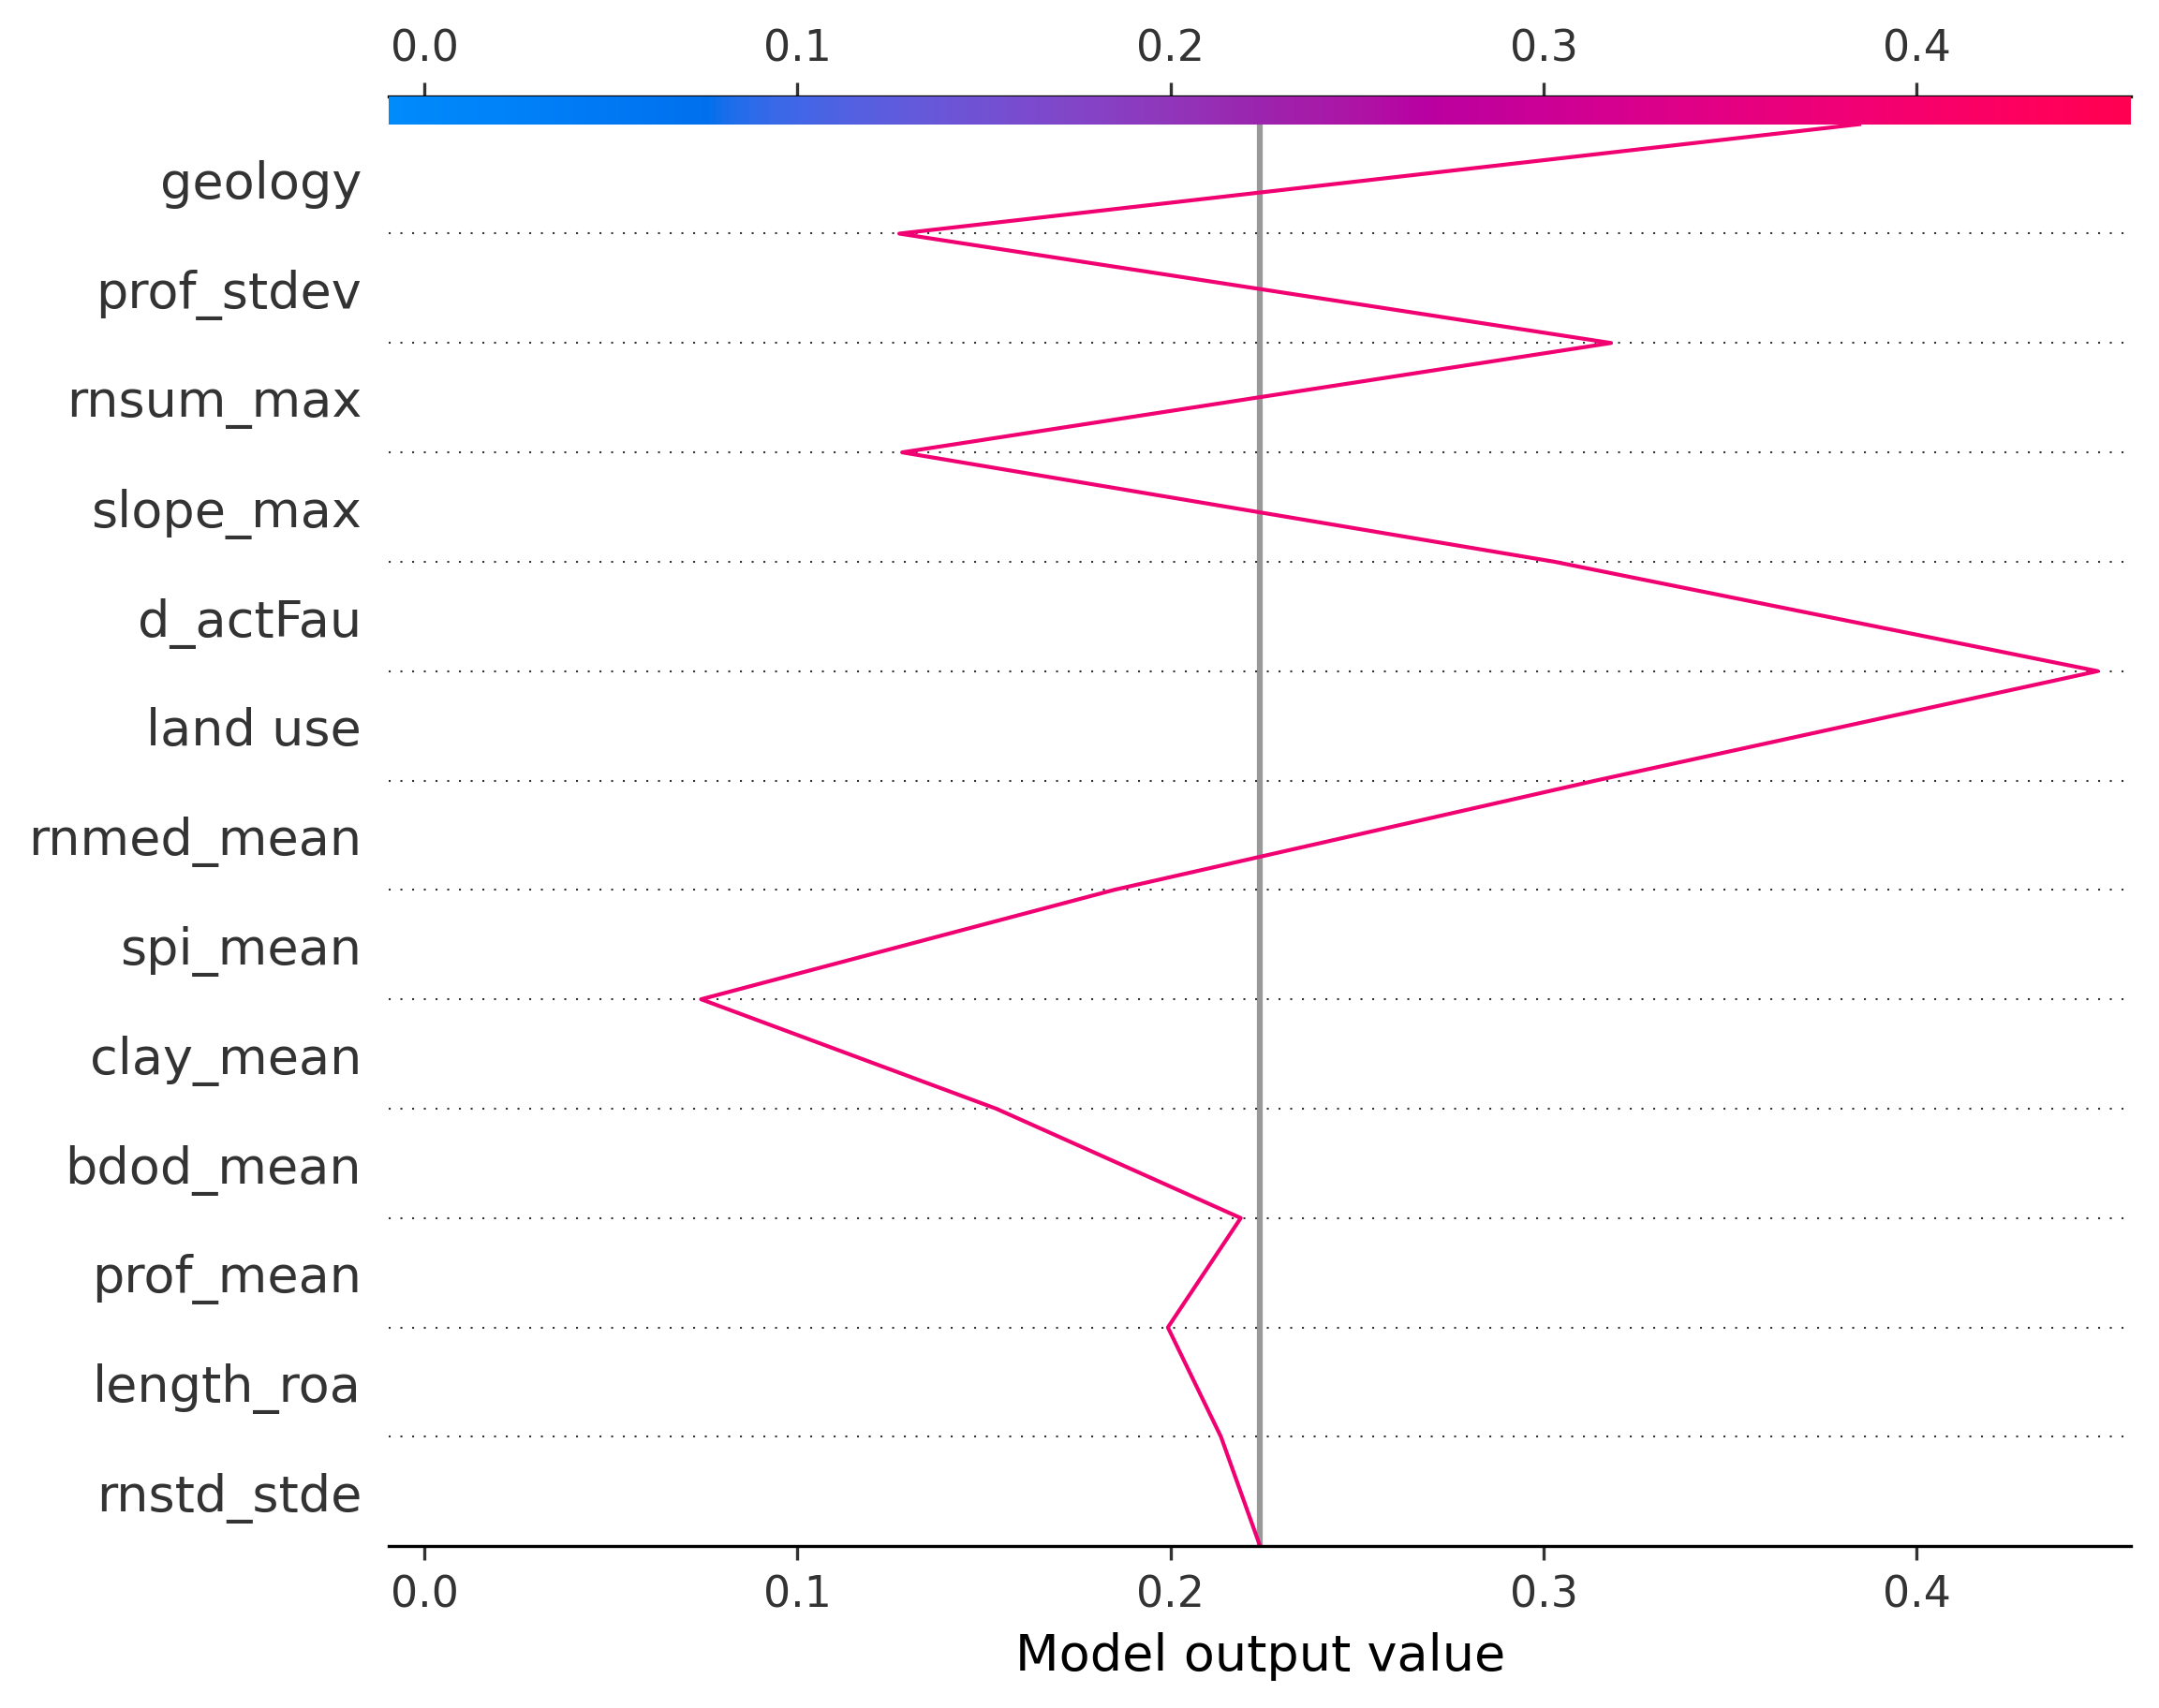 0.0 0.1 0.2 0.3 0.4
geology
prof_stdev
rnsum_max
slope_max
d_actFau
land use
rnmed_mean
spi_mean
clay_mean
bdod_mean
prof_mean
length_roa
rnstd_stde
0.0 0.1 0.2 0.3 0.4
Model output value